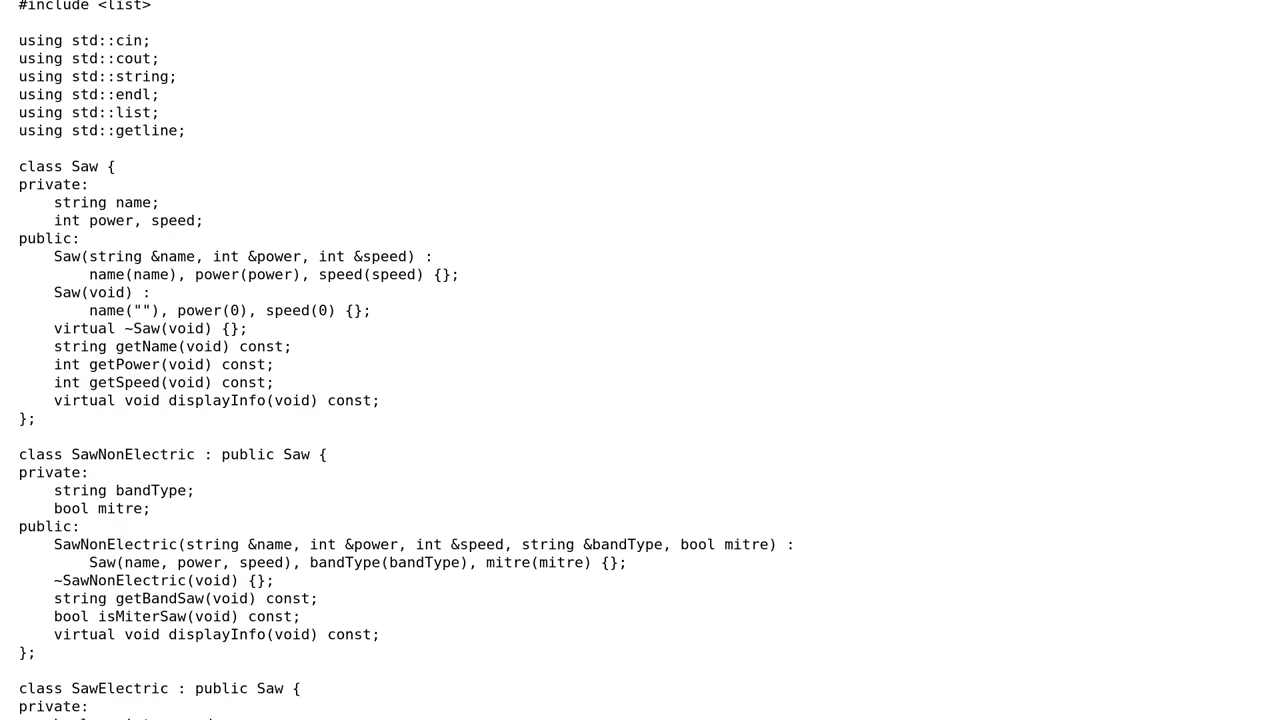 #include <list>

using std::cin;
using std::cout;
using std::string;
using std::endl;
using std::list;
using std::getline;

class Saw {
private:
    string name;
    int power, speed;
public:
    Saw(string &name, int &power, int &speed) :
        name(name), power(power), speed(speed) {};
    Saw(void) :
        name(""), power(0), speed(0) {};
    virtual ~Saw(void) {};
    string getName(void) const;
    int getPower(void) const;
    int getSpeed(void) const;
    virtual void displayInfo(void) const;
};

class SawNonElectric : public Saw {
private:
    string bandType;
    bool mitre;
public:
    SawNonElectric(string &name, int &power, int &speed, string &bandType, bool mitre) :
        Saw(name, power, speed), bandType(bandType), mitre(mitre) {};
    ~SawNonElectric(void) {};
    string getBandSaw(void) const;
    bool isMiterSaw(void) const;
    virtual void displayInfo(void) const;
};

class SawElectric : public Saw {
private: